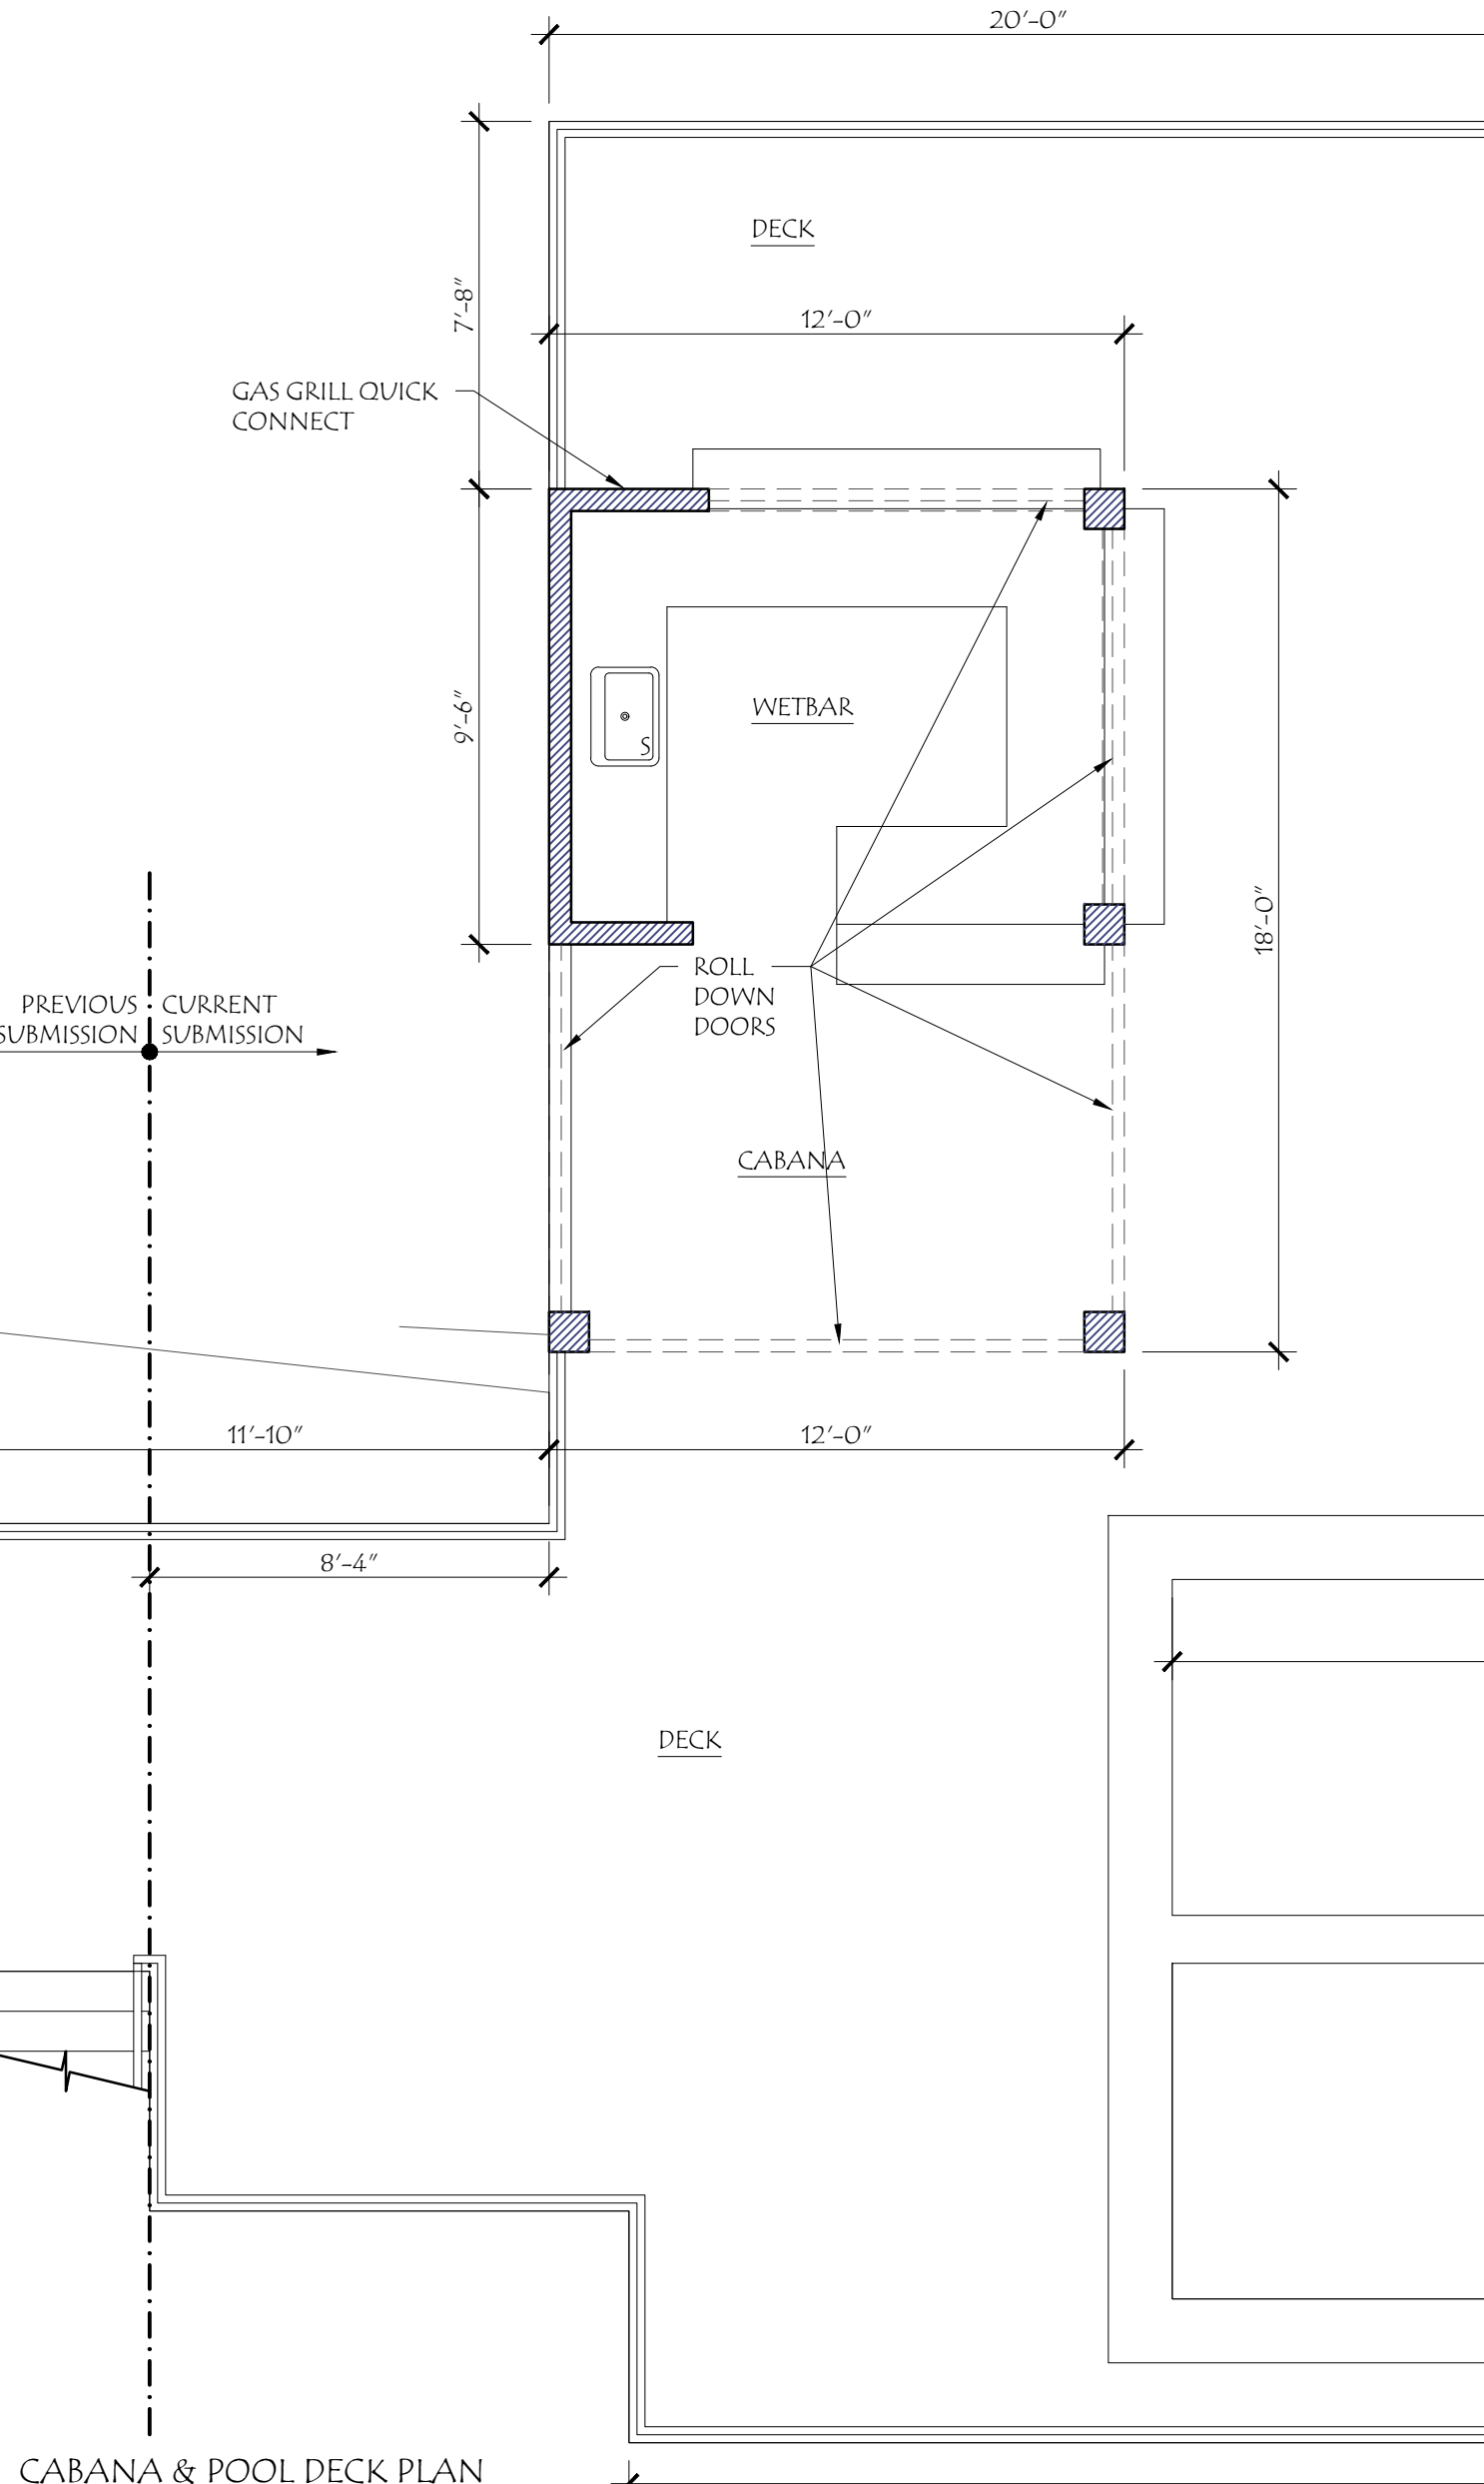 20'-0"
DECK
7'-8"
12'-0"
GAS GRILL QUICK
CONNECT
WETBAR
9'-6"
S
18'-0"
ROLL
DOWN
DOORS
PREVIOUS
SUBMISSION
CURRENT
SUBMISSION
CABANA
11'-10"
12'-0"
8'-4"
DECK
CABANA & POOL DECK PLAN